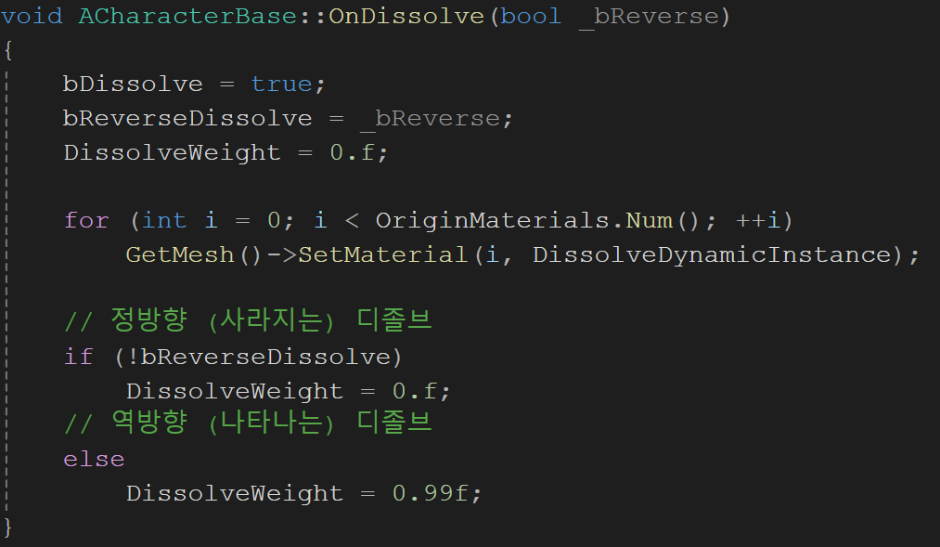 void ACharacterBase::OnDissolve(bool _bReverse)
{
    bDissolve = true;
    bReverseDissolve = _bReverse;
    DissolveWeight = 0.f;

    for (int i = 0; i < OriginMaterials.Num(); ++i)
        GetMesh()->SetMaterial(i, DissolveDynamicInstance);

    // 정방향 (사라지는) 디졸브
    if (!bReverseDissolve)
        DissolveWeight = 0.f;
    // 역방향 (나타나는) 디졸브
    else
        DissolveWeight = 0.99f;
}